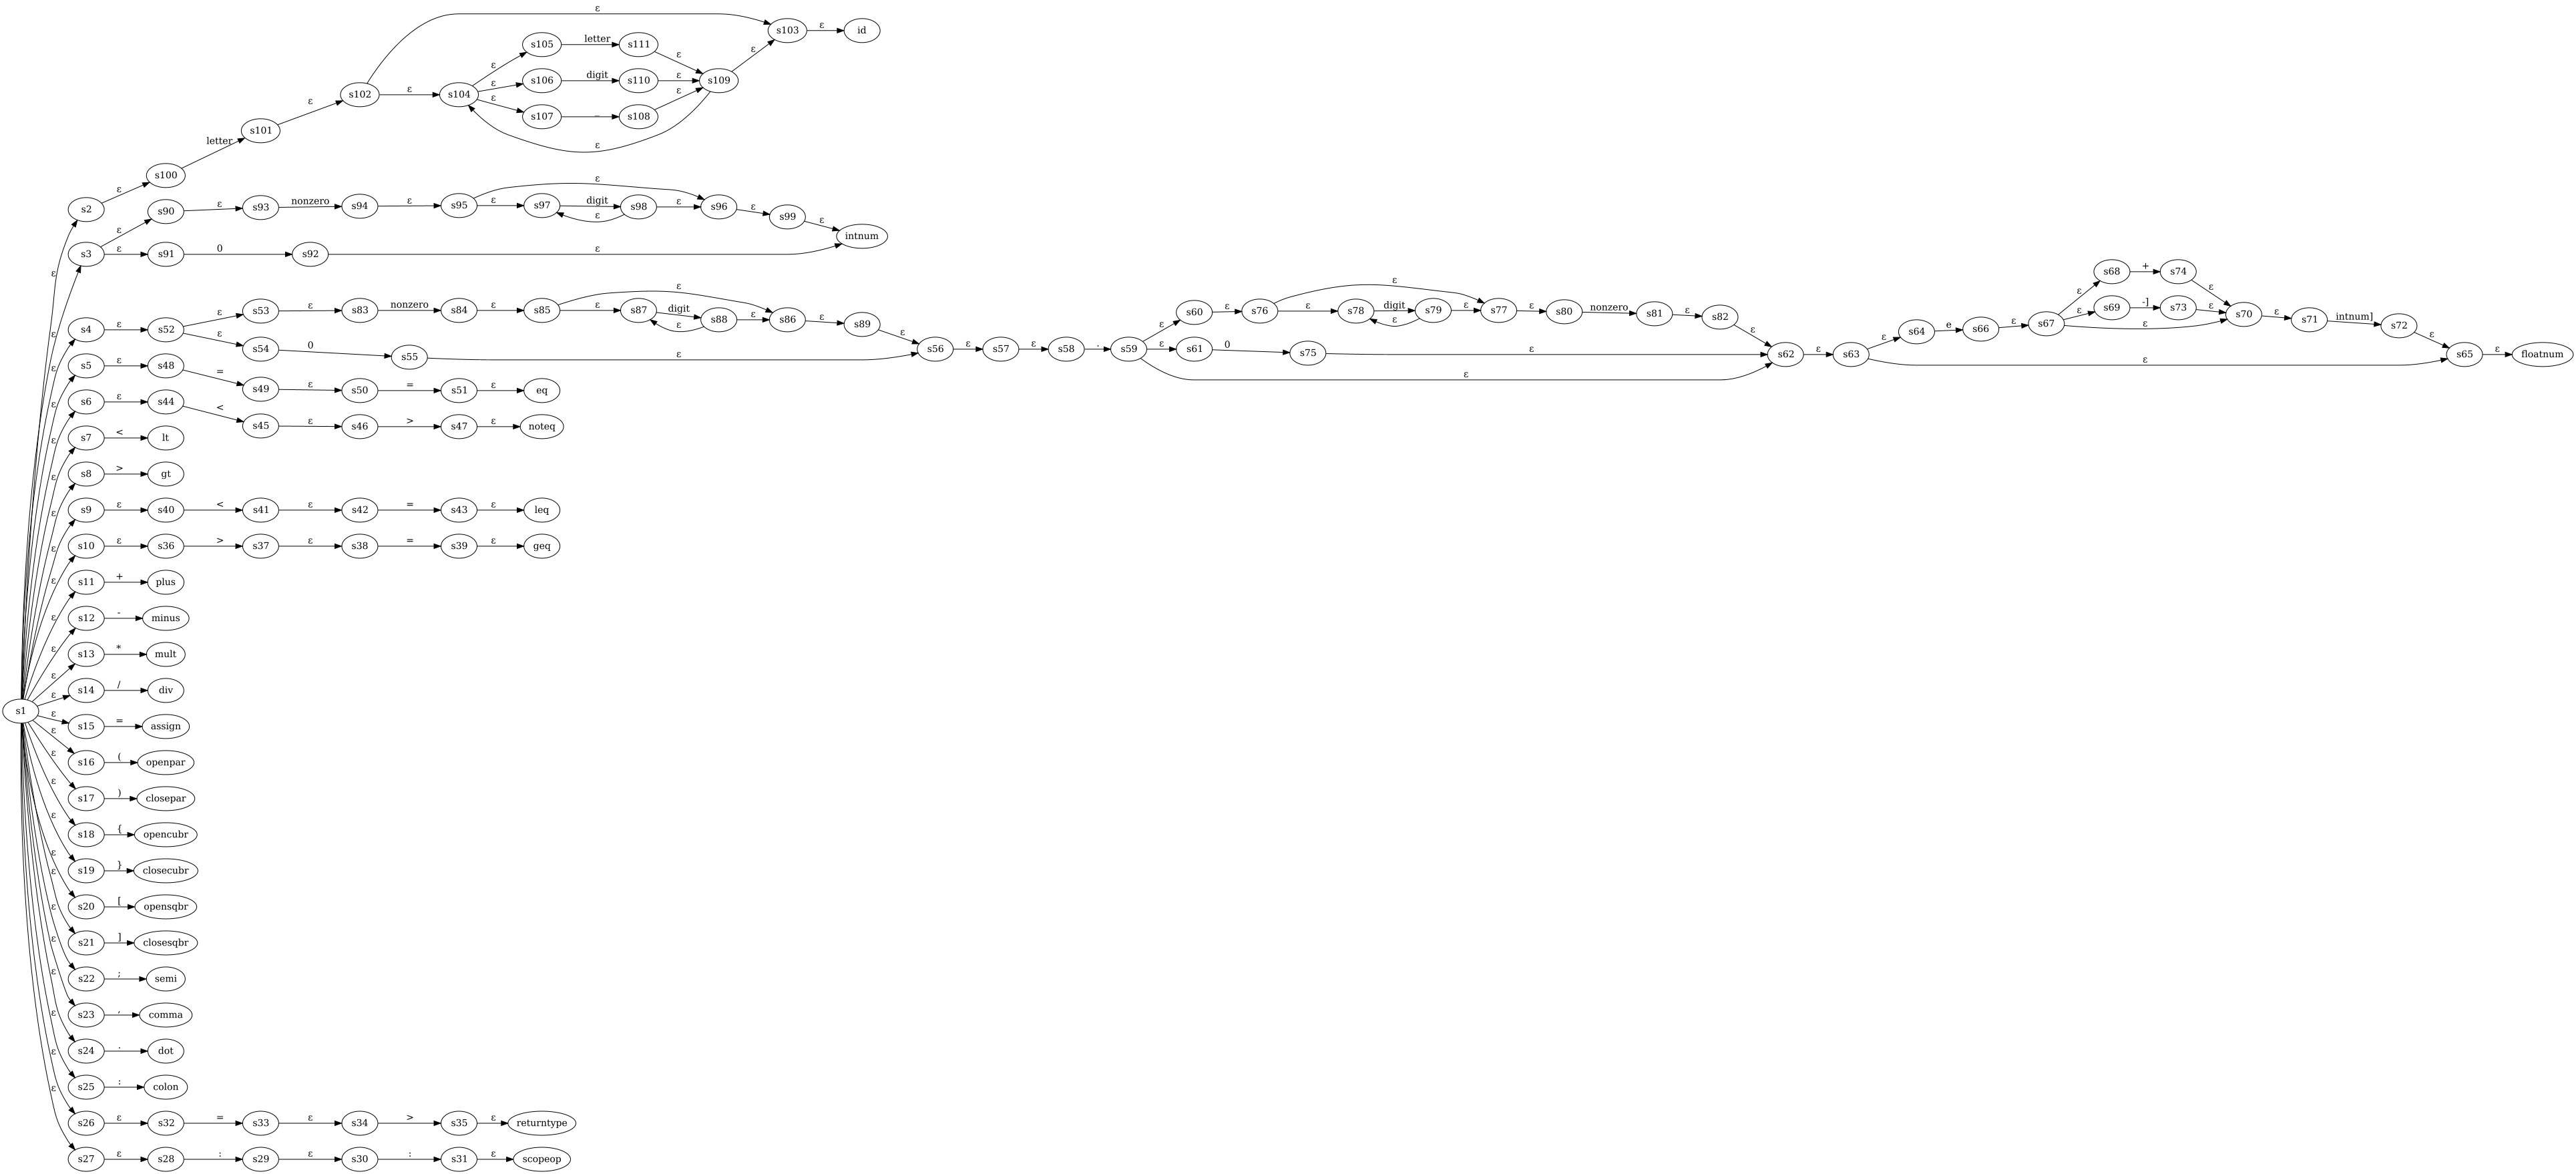 s1
ε s2 ε s100 letter s101 ε s102 ε s103 ε id
ε s104 ε s105 letter s111 ε
ε s106 digit s110 ε s109 ε
ε s107 _ s108 ε
ε
ε s3 ε s90 ε s93 nonzero s94 ε s95 ε s96 ε s99 ε intnum
ε s97 digit s98 ε
ε
ε s91 0 s92 ε
ε s4 ε s52 ε s53 ε s83 nonzero s84 ε s85 ε s86 ε s89 ε
ε s87 digit s88 ε
ε
ε s54 0 s55 ε s56 ε s57 ε s58 . s59
ε s60 ε s76 ε s77 ε s80 nonzero s81 ε s82 ε
ε s78 digit s79 ε
ε
ε s61 0 s75 ε s62 ε s63
ε
ε s64 e s66 ε s67 ε s68 + s74 ε
ε s69 -] s73 ε s70 ε s71 intnum] s72 ε s65 ε floatnum
ε
ε
ε s5 ε s48 = s49 ε s50 = s51 ε eq
ε s6 ε s44 < s45 ε s46 > s47 ε noteq
ε s7 < lt
ε s8 > gt
ε s9 ε s40 < s41 ε s42 = s43 ε leq
ε s10 ε s36 > s37 ε s38 = s39 ε geq
ε s11 + plus
ε s12 - minus
ε s13 * mult
ε s14 / div
ε s15 = assign
ε s16 ( openpar
ε s17 ) closepar
ε s18 { opencubr
ε s19 } closecubr
ε s20 [ opensqbr
ε s21 ] closesqbr
ε s22 ; semi
ε s23 , comma
ε s24 . dot
ε s25 : colon
ε s26 ε s32 = s33 ε s34 > s35 ε returntype
ε s27 ε s28 : s29 ε s30 : s31 ε scopeop